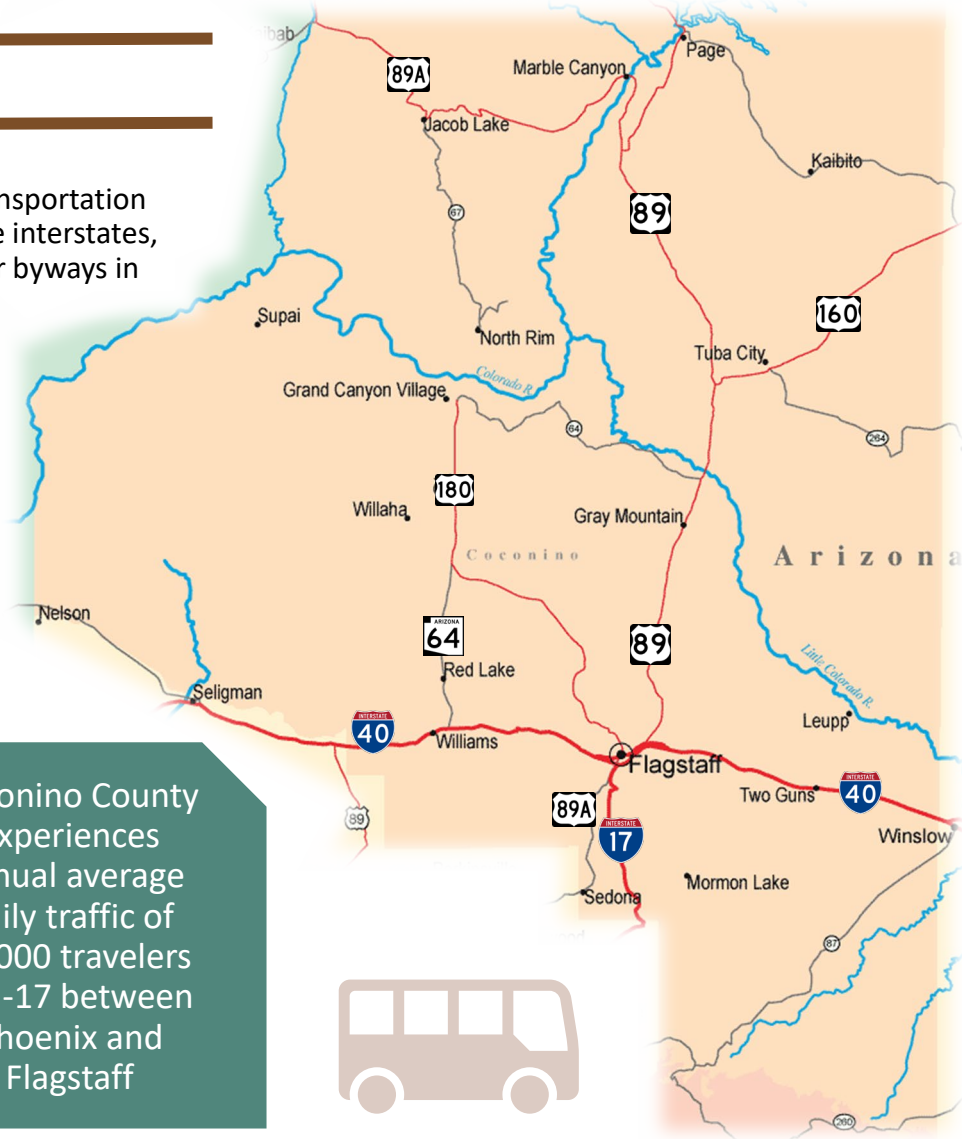 Page
Marble Canyon
89A
Jacob Lake
Kaibito
nsportation
e interstates,
r byways in
67
89
Supai
160
North Rim
Tuba City
Colorado R.
Grand Canyon Village
64
264
180
Willaha
Gray Mountain
Coconino
Arizona
Nelson
ARIZONA
64
89
Red Lake
Little Colorado R.
Seligman
Leupp
INTERSTATE
40
Williams
Flagstaff
Two Guns
INTERSTATE
40
89A
89
INTERSTATE
17
Winslow
onino County
xperiences
nual average
ily traffic of
000 travelers
-17 between
hoenix and
Flagstaff
Mormon Lake
Sedona
87
260